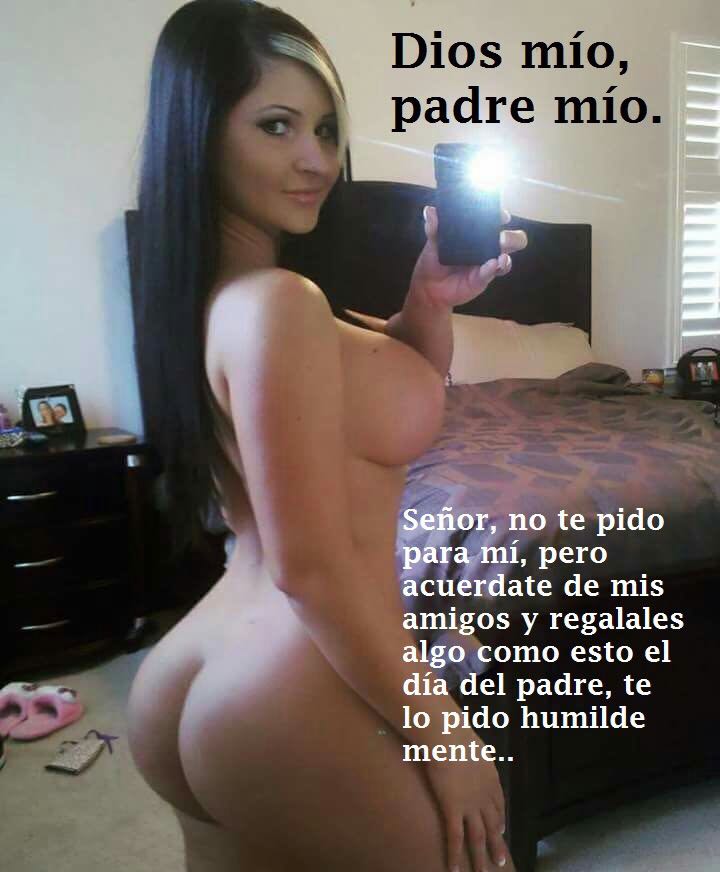 Dios mío,
padre mío.
Señor, no te pido
para mí, pero
acuerdate de mis
amigos y regalales
algo como esto el
día del padre, te
lo pido humilde
mente..